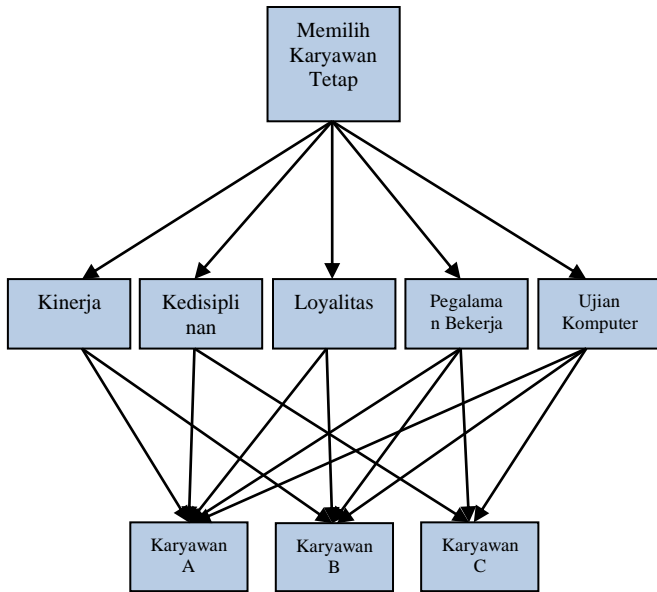 Memilih
Karyawan
Tetap
Kinerja
Kedisipli
nan
Loyalitas
Pegalama
n Bekerja
Ujian
Komputer
Karyawan
A
Karyawan
B
Karyawan
C